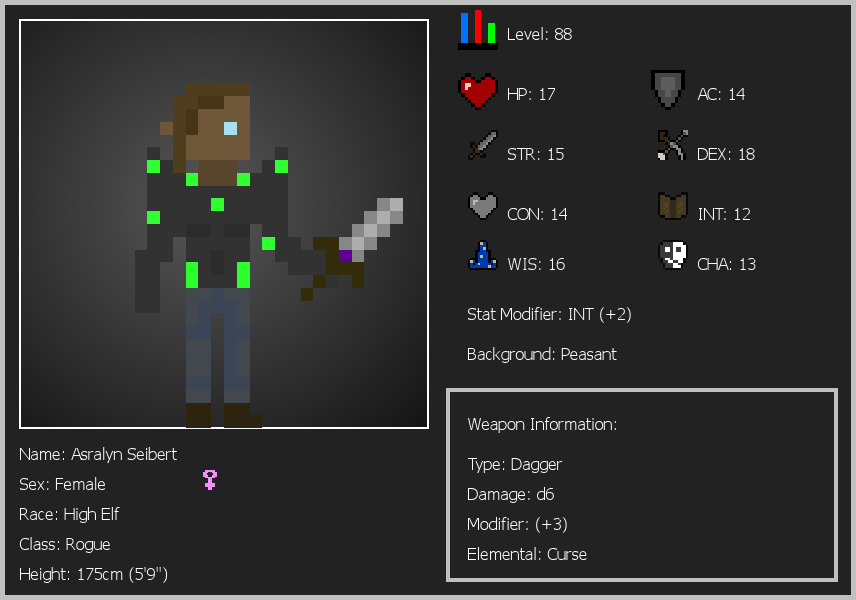 Level: 88
HP: 17
AC: 14
STR: 15
DEX: 18
CON: 14
INT: 12
WIS: 16
CHA: 13
Stat Modifier: INT (+2)
Background: Peasant
Weapon Information:
Type: Dagger
Damage: d6
Modifier: (+3)
Elemental: Curse
Name: Asralyn Seibert
Sex: Female
Race: High Elf
Class: Rogue
Height: 175cm (5'9")